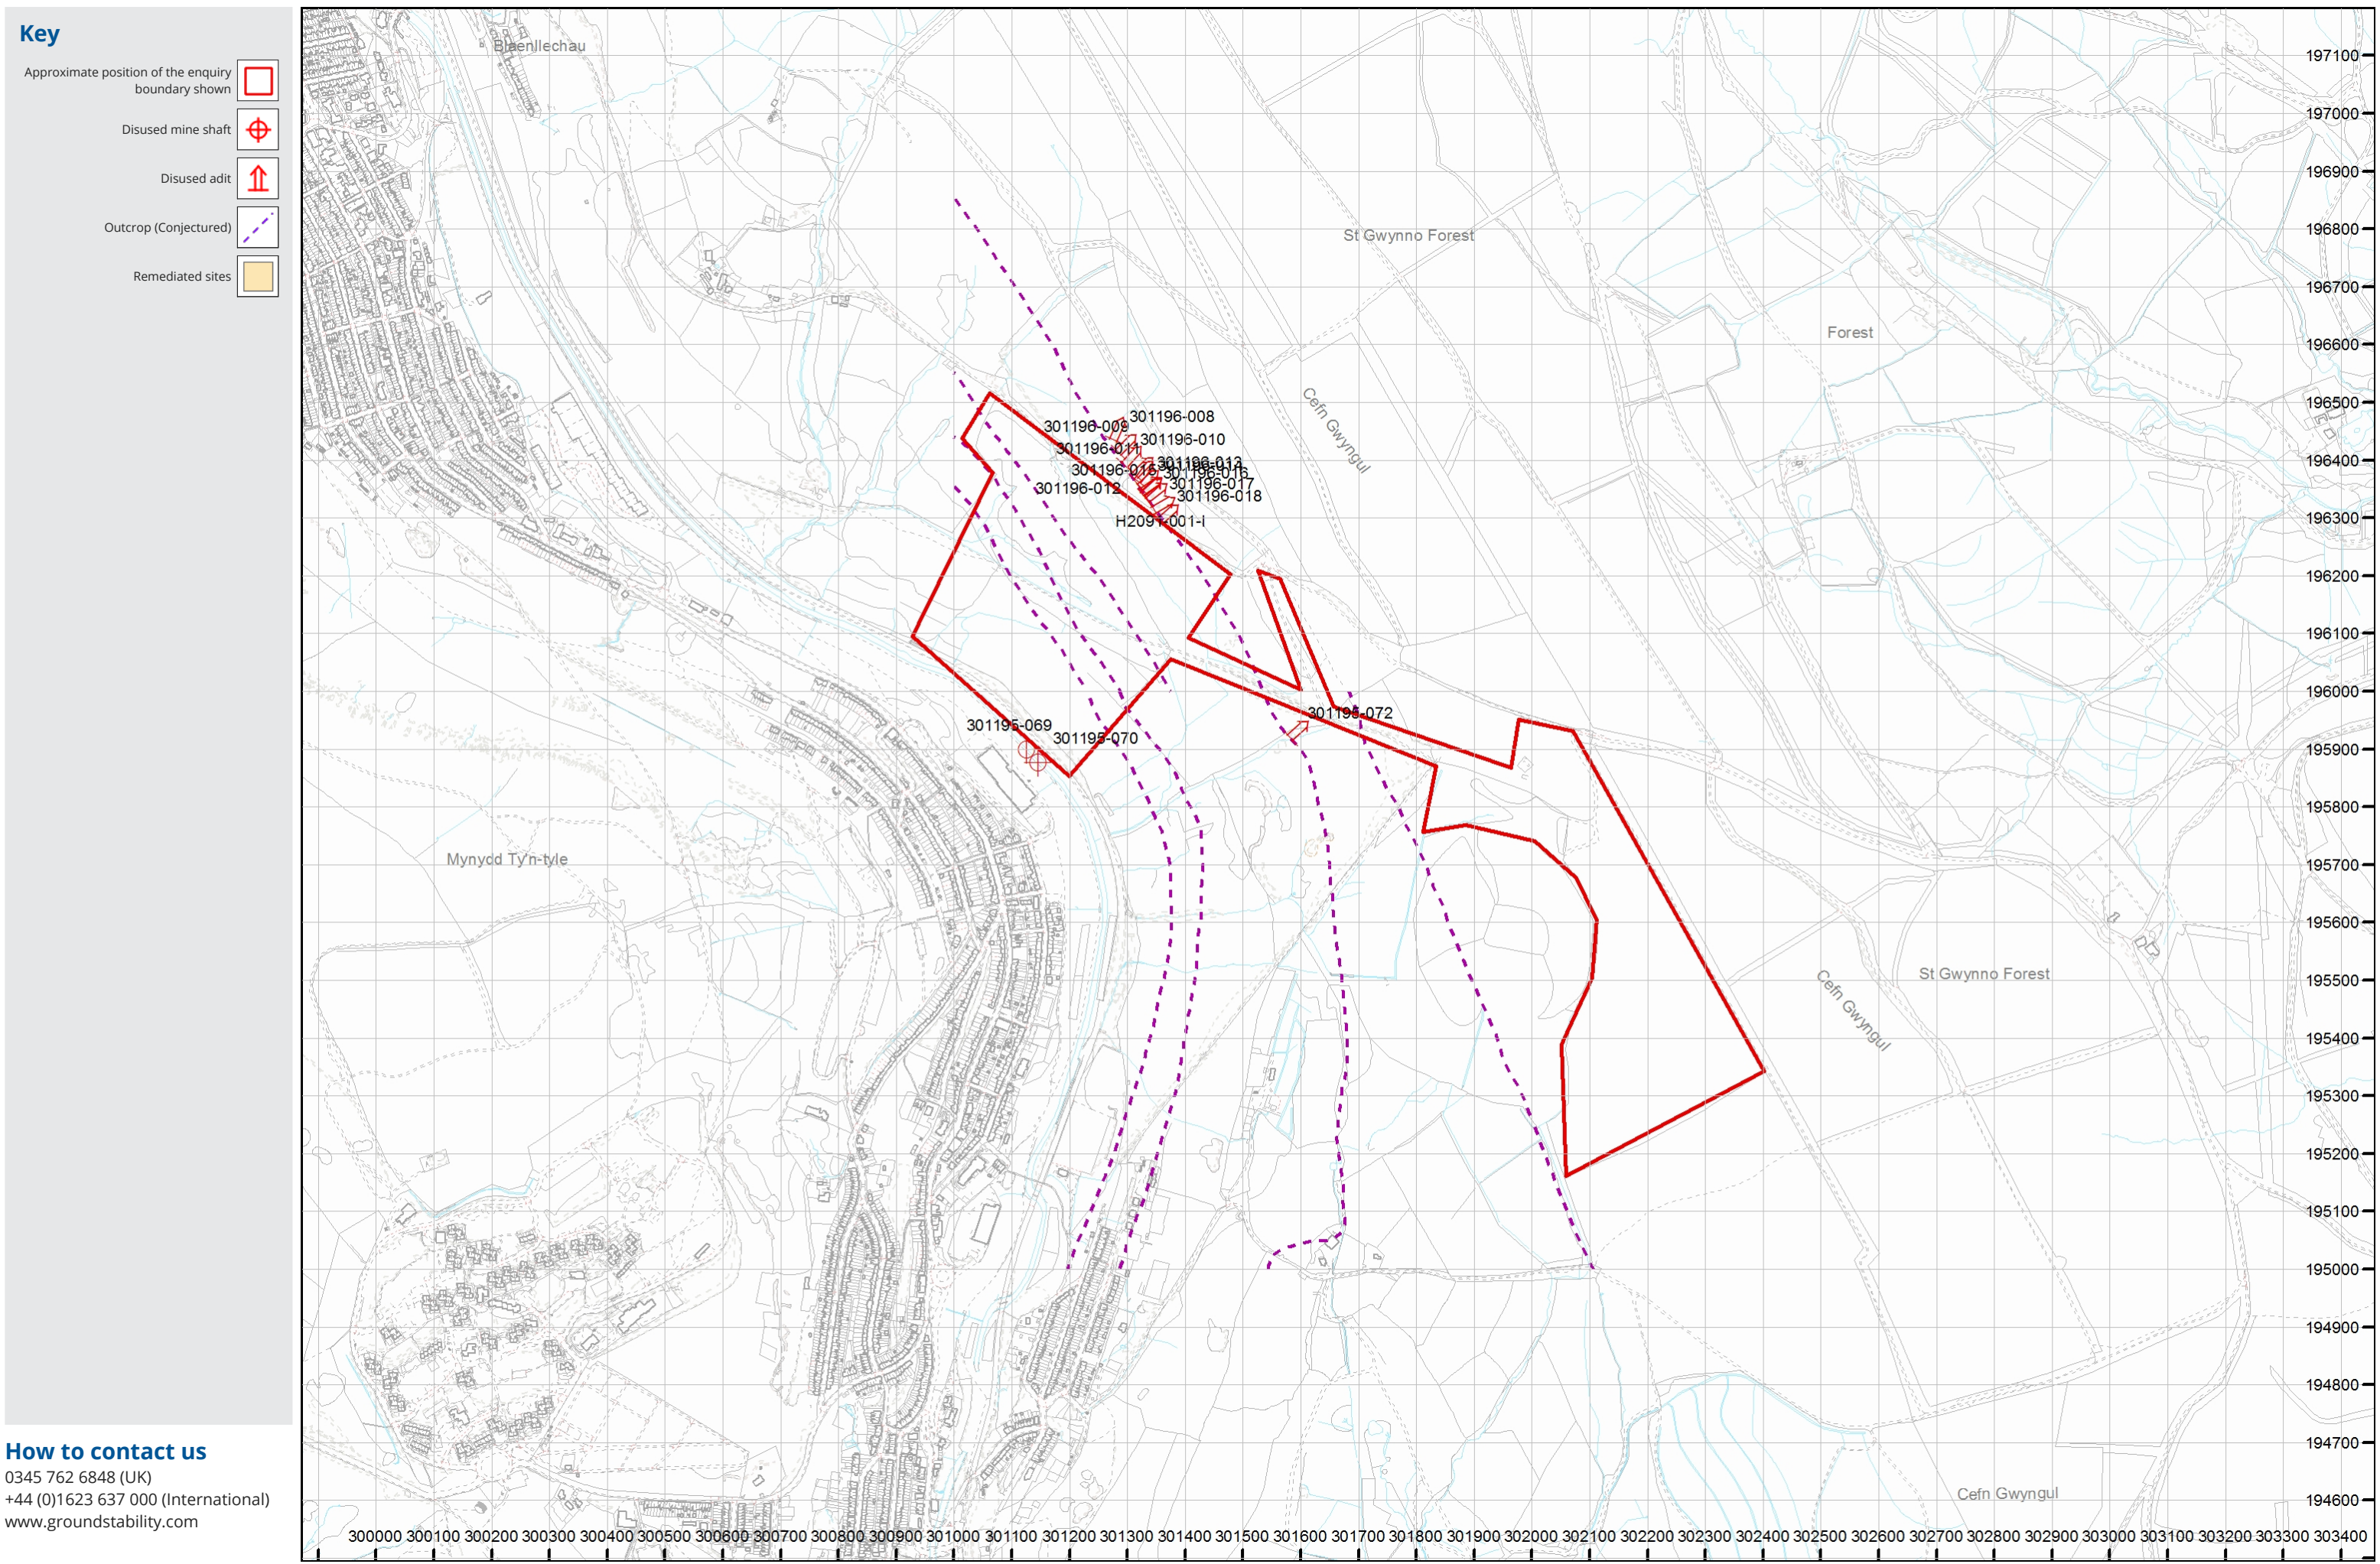 Key
Approximate position of the enquiry
boundary shown
Disused mine shaft
Disused adit
Outcrop (Conjectured)
Remediated sites
How to contact us
0345 762 6848 (UK)
+44 (0)1623 637 000 (International)
www.groundstability.com
Blaenllechau
St Gwynno Forest
Forest
Cefn Gwyngul
301196-008
301196-009
301196-010
301196-011
301196-013
301196-016
301196-017
301196-012
301196-018
H2091-001-I
301195-072
301195-069
301195-070
Mynydd Ty'n-tyle
St Gwynno Forest
Cefn Gwyngul
Cefn Gwyngul
197100
197000
196900
196800
196700
196600
196500
196400
196300
196200
196100
196000
195900
195800
195700
195600
195500
195400
195300
195200
195100
195000
194900
194800
194700
194600
300000 300100 300200 300300 300400 300500 300600 300700 300800 300900 301000 301100 301200 301300 301400 301500 301600 301700 301800 301900 302000 302100 302200 302300 302400 302500 302600 302700 302800 302900 303000 303100 303200 303300 303400